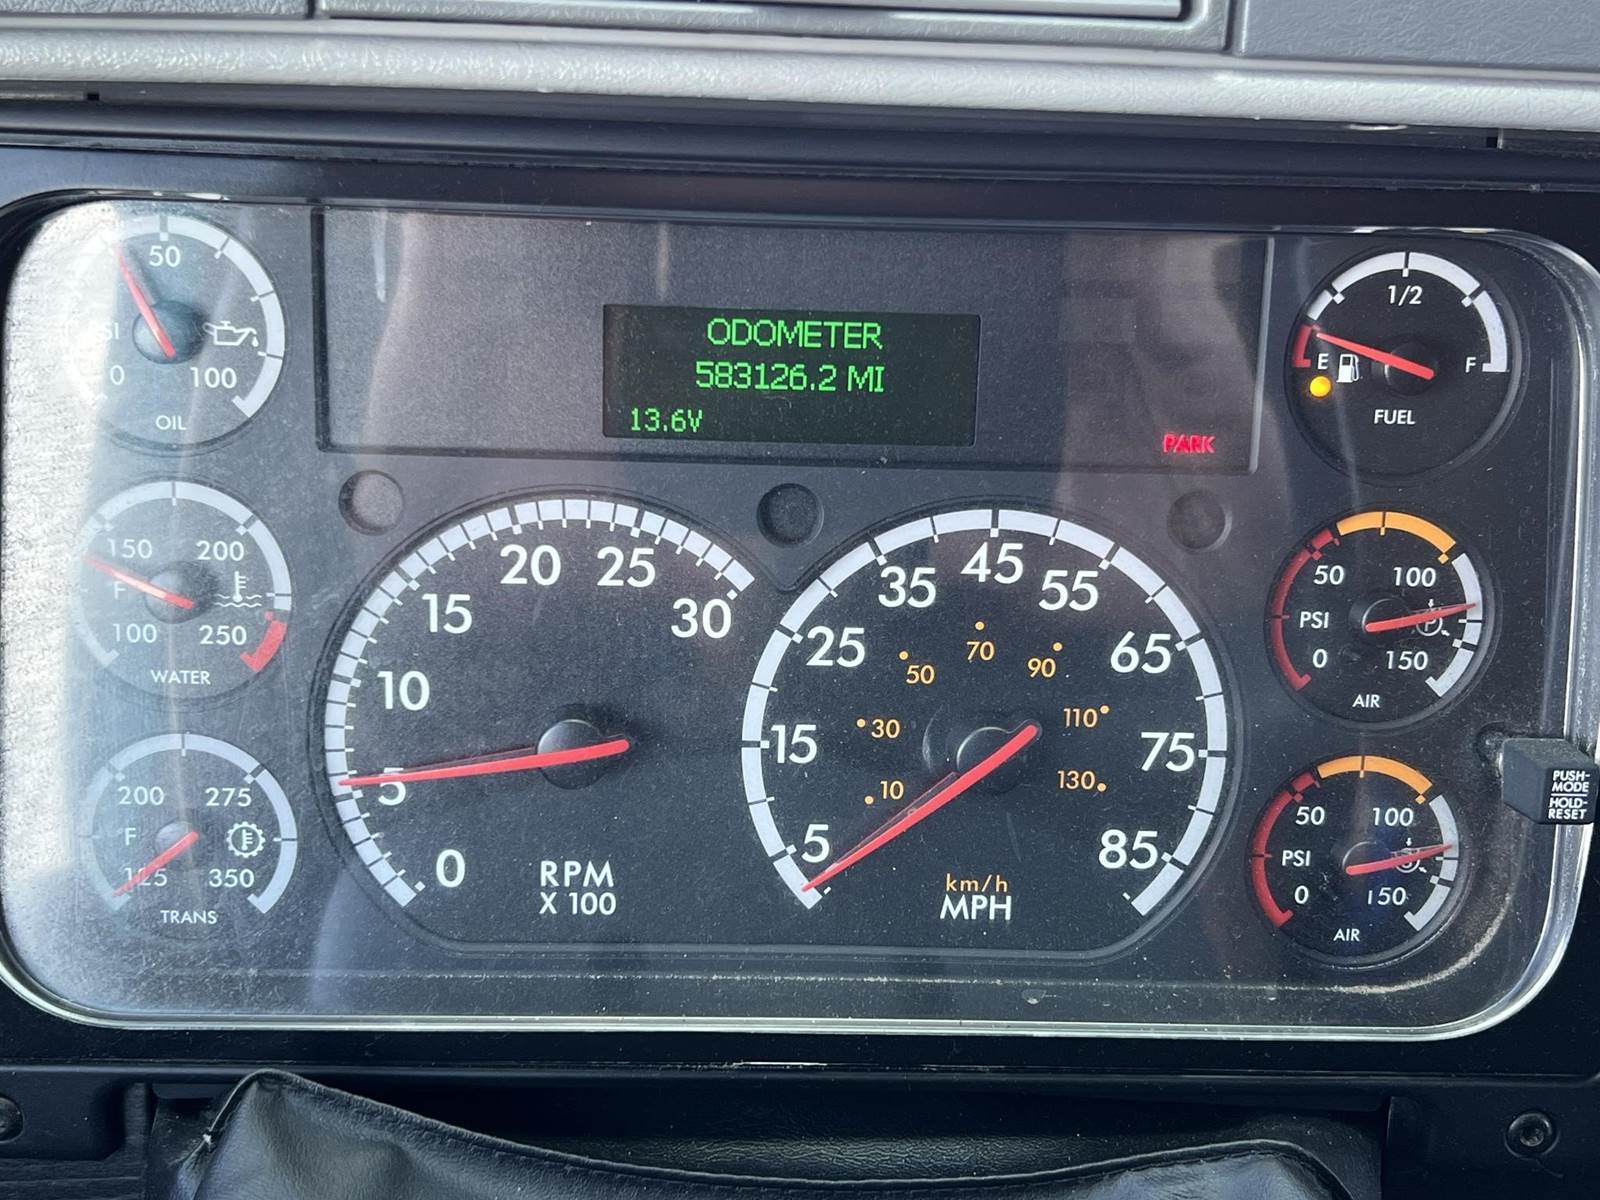 50
PSI
0
100
OIL
150
200
F
100
250
WATER
200
275
F
125
350
TRANS
ODOMETER
583126.2 MI
13.6V
PARK
0
5
10
15
20
25
30
RPM
X 100
5
15
25
35
45
55
65
75
85
10
30
50
70
90
110
130
km/h
MPH
1/2
E
F
FUEL
50
100
PSI
P
0
150
AIR
50
100
PSI
0
150
AIR
PUSH-
MODE
HOLD-
RESET